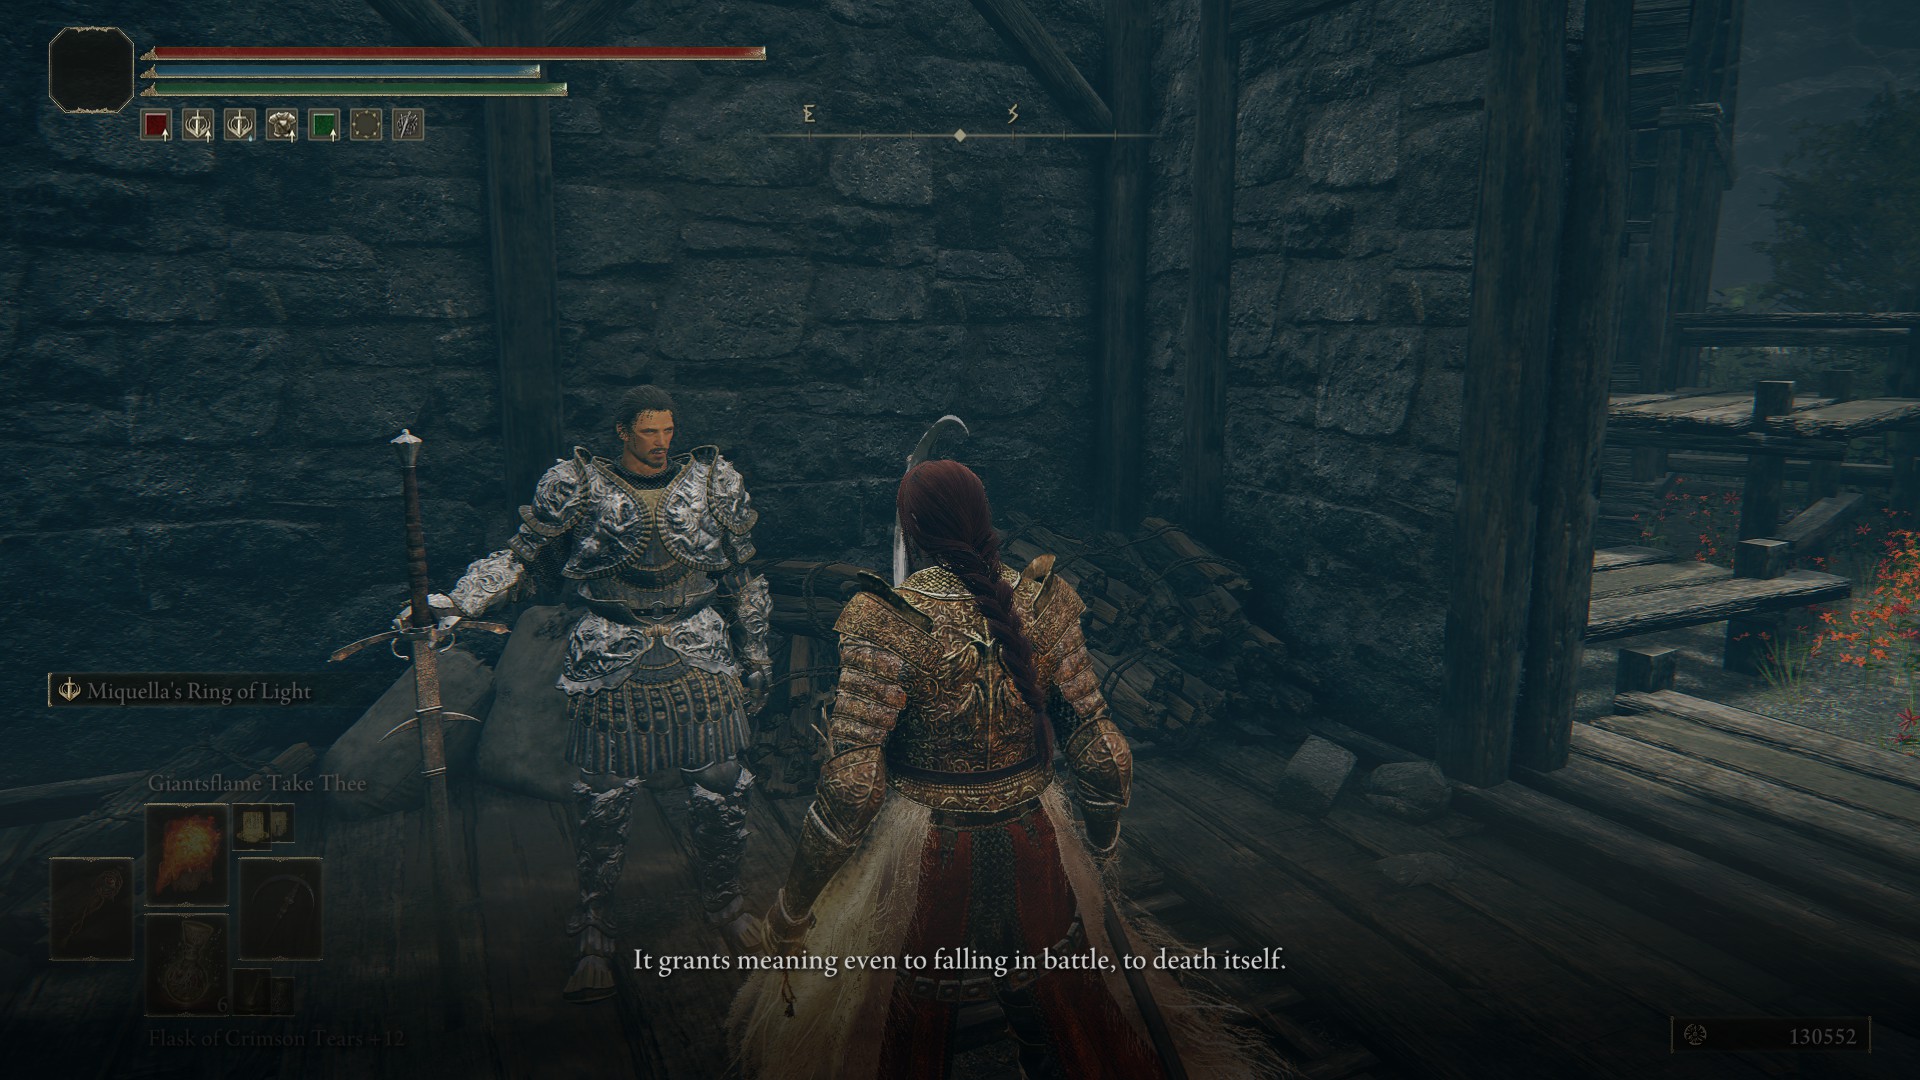 E
S
Miquella's Ring of Light
Giantsflame Take Thee
6
It grants meaning even to falling in battle, to death itself.
Flask of Crimson Tears +12
130552